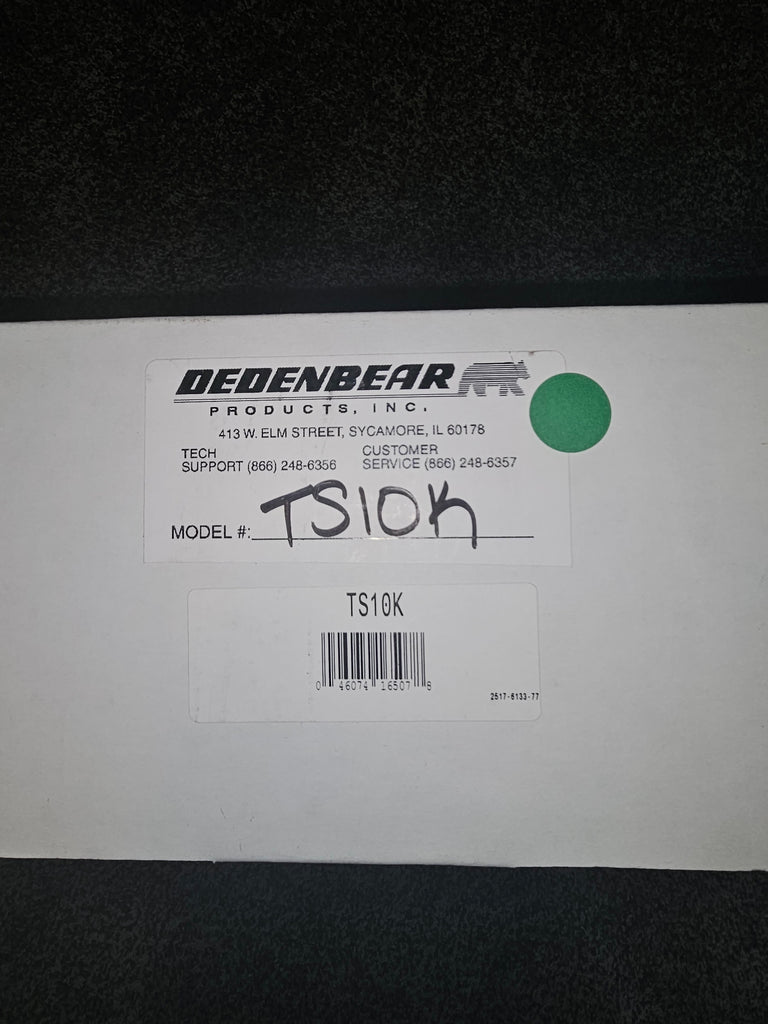 DEDENBEAR
PRODUCTS, INC.
413 W. ELM STREET, SYCAMORE, IL 60178
TECH SUPPORT (866) 248-6356
CUSTOMER SERVICE (866) 248-6357
MODEL #: TS10K
TS10K
0 46074 16507 8
2517-6133-77